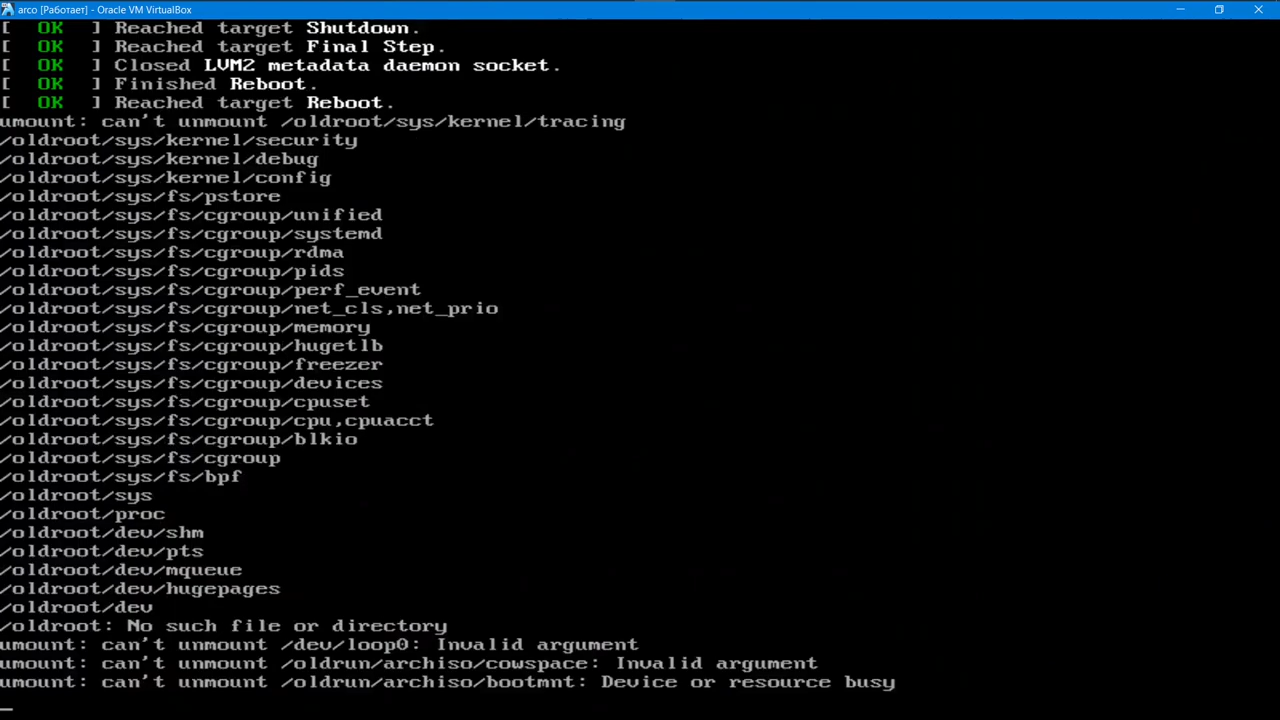 arco [Работает] - Oracle VM VirtualBox
[  OK  ] Reached target Shutdown.
[  OK  ] Reached target Final Step.
[  OK  ] Closed LVM2 metadata daemon socket.
[  OK  ] Finished Reboot.
[  OK  ] Reached target Reboot.
umount: can't unmount /oldroot/sys/kernel/tracing
/oldroot/sys/kernel/security
/oldroot/sys/kernel/debug
/oldroot/sys/kernel/config
/oldroot/sys/fs/pstore
/oldroot/sys/fs/cgroup/unified
/oldroot/sys/fs/cgroup/systemd
/oldroot/sys/fs/cgroup/rdma
/oldroot/sys/fs/cgroup/pids
/oldroot/sys/fs/cgroup/perf_event
/oldroot/sys/fs/cgroup/net_cls,net_prio
/oldroot/sys/fs/cgroup/memory
/oldroot/sys/fs/cgroup/hugetlb
/oldroot/sys/fs/cgroup/freezer
/oldroot/sys/fs/cgroup/devices
/oldroot/sys/fs/cgroup/cpuset
/oldroot/sys/fs/cgroup/cpu,cpuacct
/oldroot/sys/fs/cgroup/blkio
/oldroot/sys/fs/cgroup
/oldroot/sys/fs/bpf
/oldroot/sys
/oldroot/proc
/oldroot/dev/shm
/oldroot/dev/pts
/oldroot/dev/mqueue
/oldroot/dev/hugepages
/oldroot/dev
/oldroot: No such file or directory
umount: can't unmount /dev/loop0: Invalid argument
umount: can't unmount /oldrun/archiso/cowspace: Invalid argument
umount: can't unmount /oldrun/archiso/bootmnt: Device or resource busy